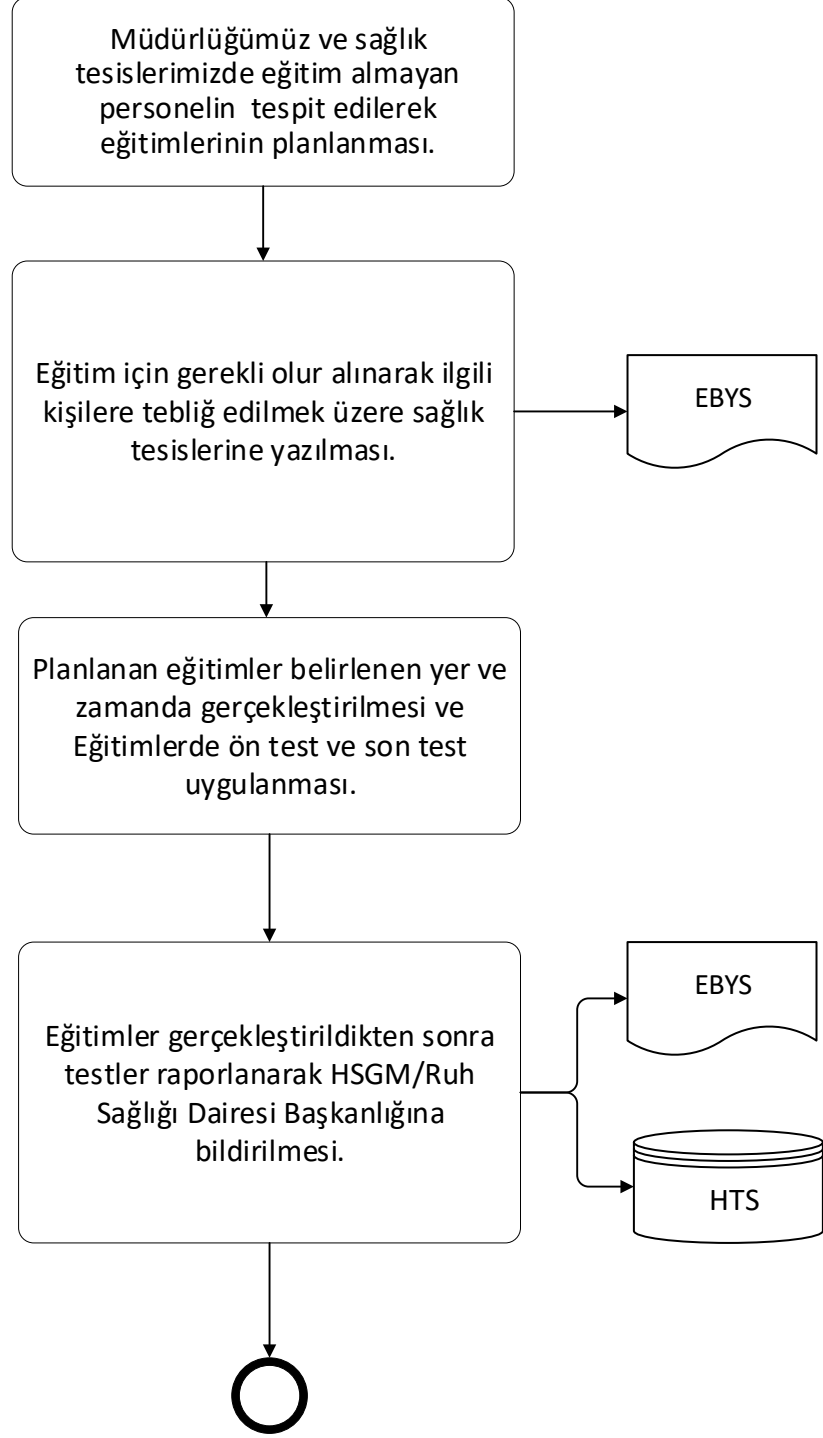 Müdürlüğümüz ve sağlık
tesislerimizde eğitim almayan
personelin  tespit edilerek
eğitimlerinin planlanması.
Eğitim için gerekli olur alınarak ilgili
kişilere tebliğ edilmek üzere sağlık
tesislerine yazılması.
EBYS
Planlanan eğitimler belirlenen yer ve
zamanda gerçekleştirilmesi ve
Eğitimlerde ön test ve son test
uygulanması.
Eğitimler gerçekleştirildikten sonra
testler raporlanarak HSGM/Ruh
Sağlığı Dairesi Başkanlığına
bildirilmesi.
EBYS
HTS